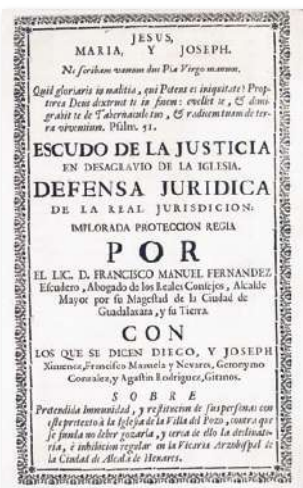 JESUS,
MARIA, Y JOSEPH.
Ne scribam vanum duc Pia Virgo manum.
Quid gloriaris in malitia, qui Potens es iniquitate? Prop-
terea Deus destruet te in finem: evellet te, & emi-
grabit te de Tabernaculo tuo, & radicem tuam de ter-
ra viventium. Psalm. 51.
ESCUDO DE LA JUSTICIA
EN DESAGRAVIO DE LA IGLESIA.
DEFENSA JURIDICA
DE LA REAL JURISDICION:
IMPLORADA PROTECCION REGIA
POR
EL LIC. D. FRANCISCO MANUEL FERNANDEZ
Escudero, Abogado de los Reales Consejos, Alcalde
Mayor por su Magestad de la Ciudad de
Guadalaxara, y su Tierra.
CON
LOS QUE SE DICEN DIEGO, Y JOSEPH
Ximenez, Francisco Manuela y Nevares, Geronymo
Gonzalez, y Agustin Rodriguez, Gitanos.
SOBRE
Pretendida Immunidad, y restitucion de sus personas con
este pretexto à la Iglesia de la Villa del Pozo, contra que
se funda no deber gozarla, y cerca de ello la declinato-
ria, è inhibicion regular en la Vicaria Arzobispal de
la Ciudad de Alcalà de Henares.